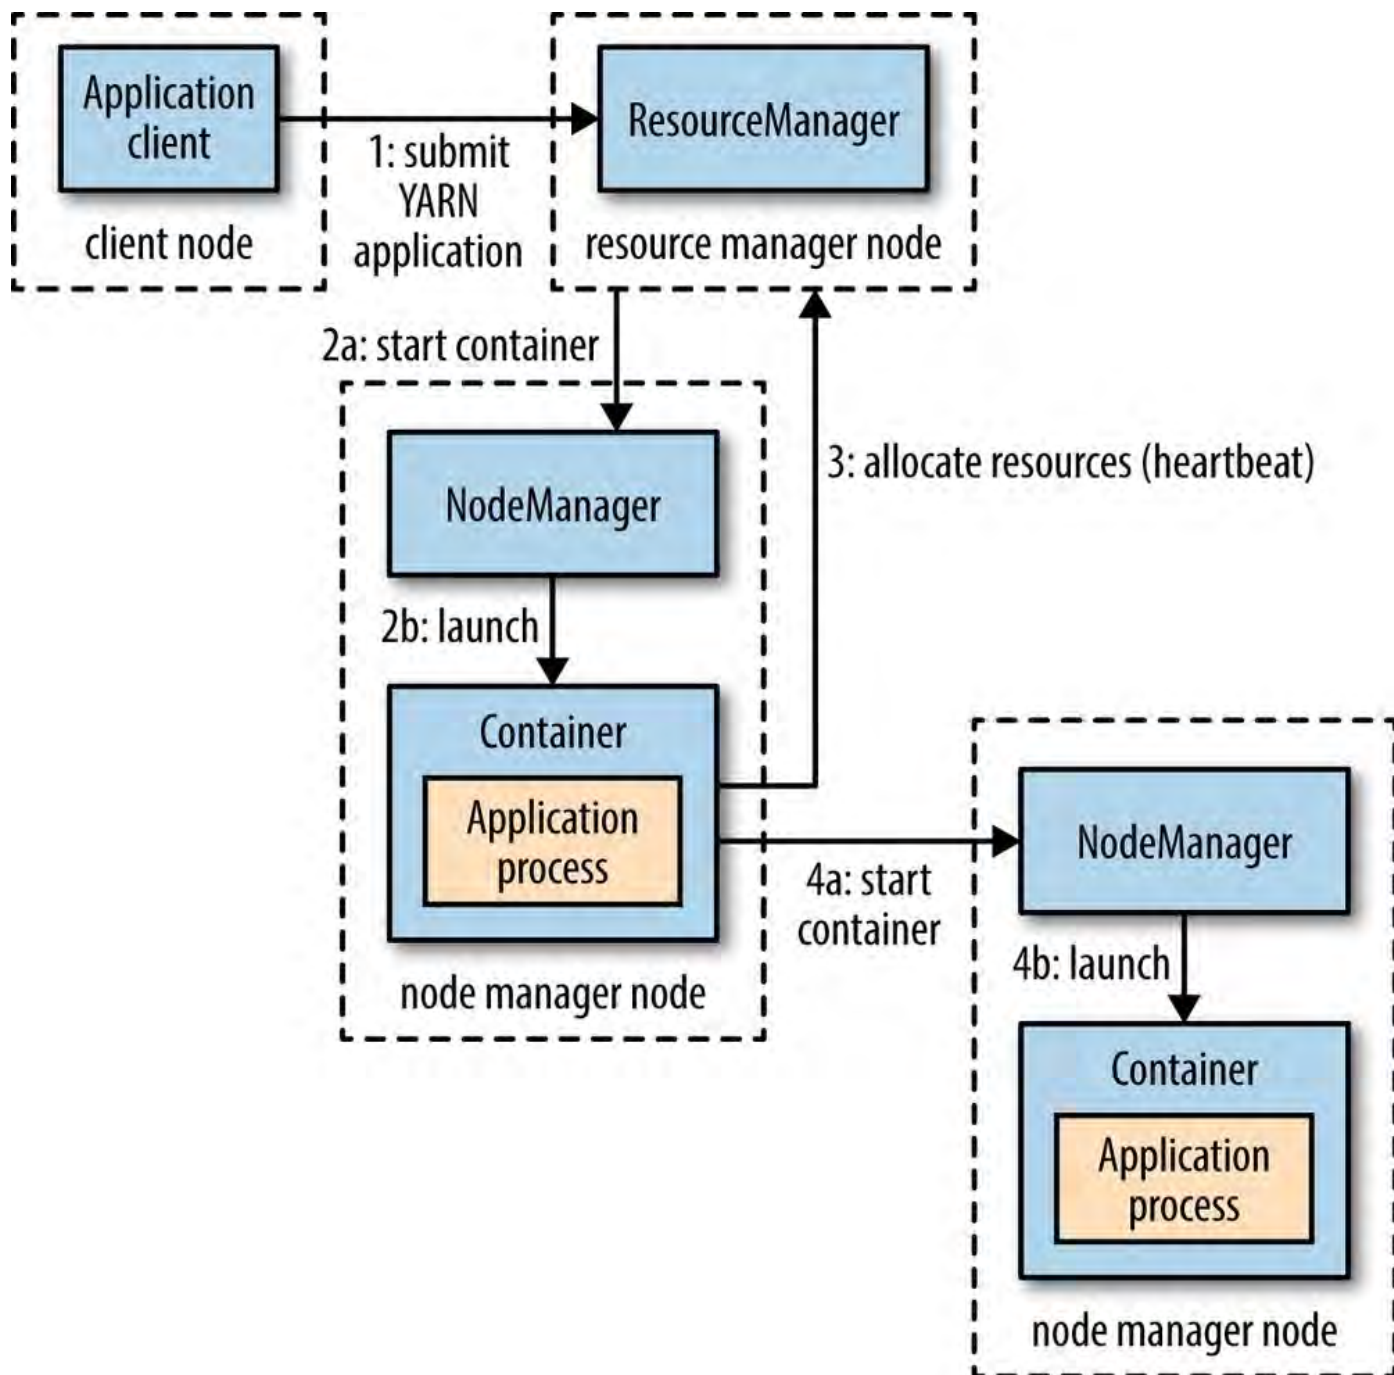 Application
client
client node
1: submit
YARN
application
ResourceManager
resource manager node
2a: start container
NodeManager
2b: launch
Container
Application
process
node manager node
3: allocate resources (heartbeat)
4a: start
container
NodeManager
4b: launch
Container
Application
process
node manager node